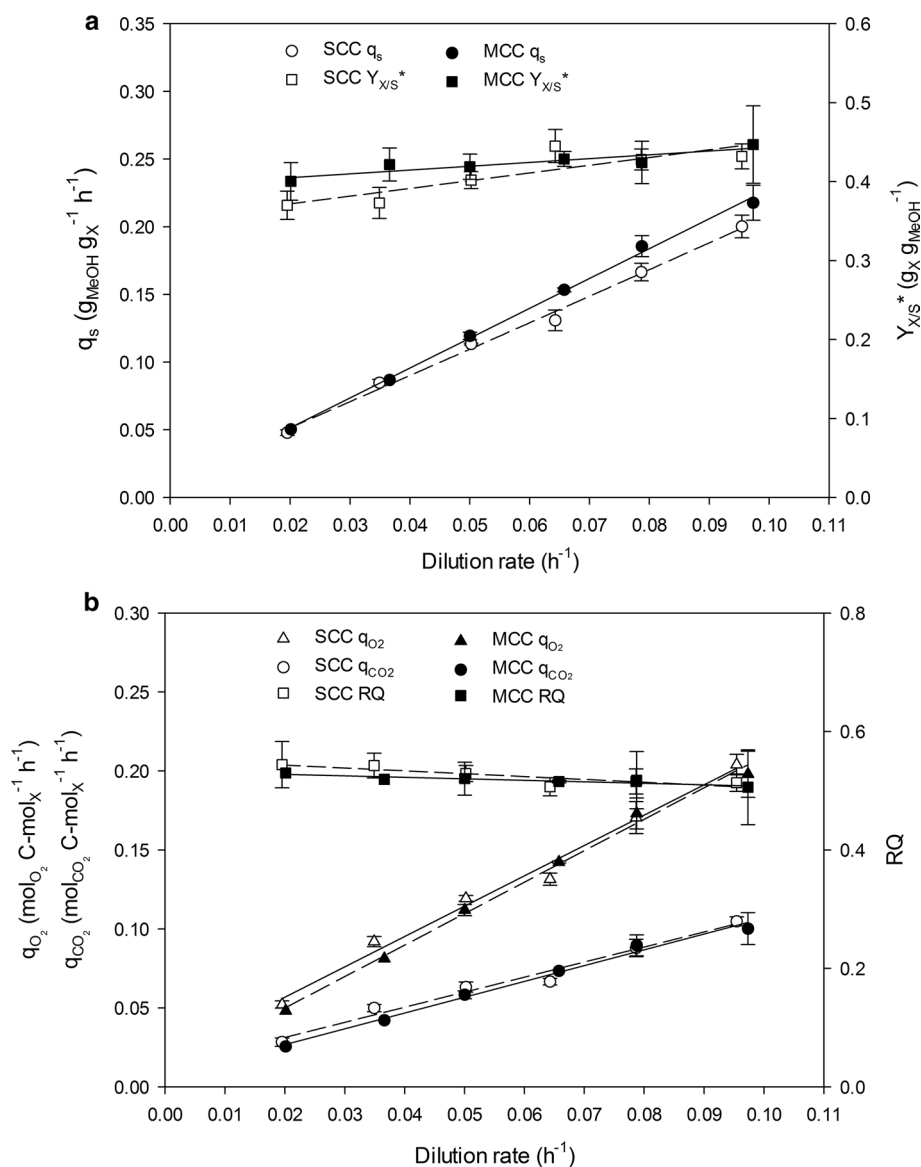 a
SCC qs
MCC qs
SCC YX/S*
MCC YX/S*
0.35
0.30
0.25
0.20
0.15
0.10
0.05
0.00
qs (gMeOH gX-1 h-1)
0.6
0.5
0.4
0.3
0.2
0.1
0.0
YX/S* (gX gMeOH-1)
0.00 0.01 0.02 0.03 0.04 0.05 0.06 0.07 0.08 0.09 0.10 0.11
Dilution rate (h-1)
b
SCC qO2
MCC qO2
SCC qCO2
MCC qCO2
SCC RQ
MCC RQ
0.30
0.25
0.20
0.15
0.10
0.05
0.00
qO2 (molO2 C-molX-1 h-1)
qCO2 (molCO2 C-molX-1 h-1)
0.8
0.6
0.4
0.2
0.0
RQ
0.00 0.01 0.02 0.03 0.04 0.05 0.06 0.07 0.08 0.09 0.10 0.11
Dilution rate (h-1)